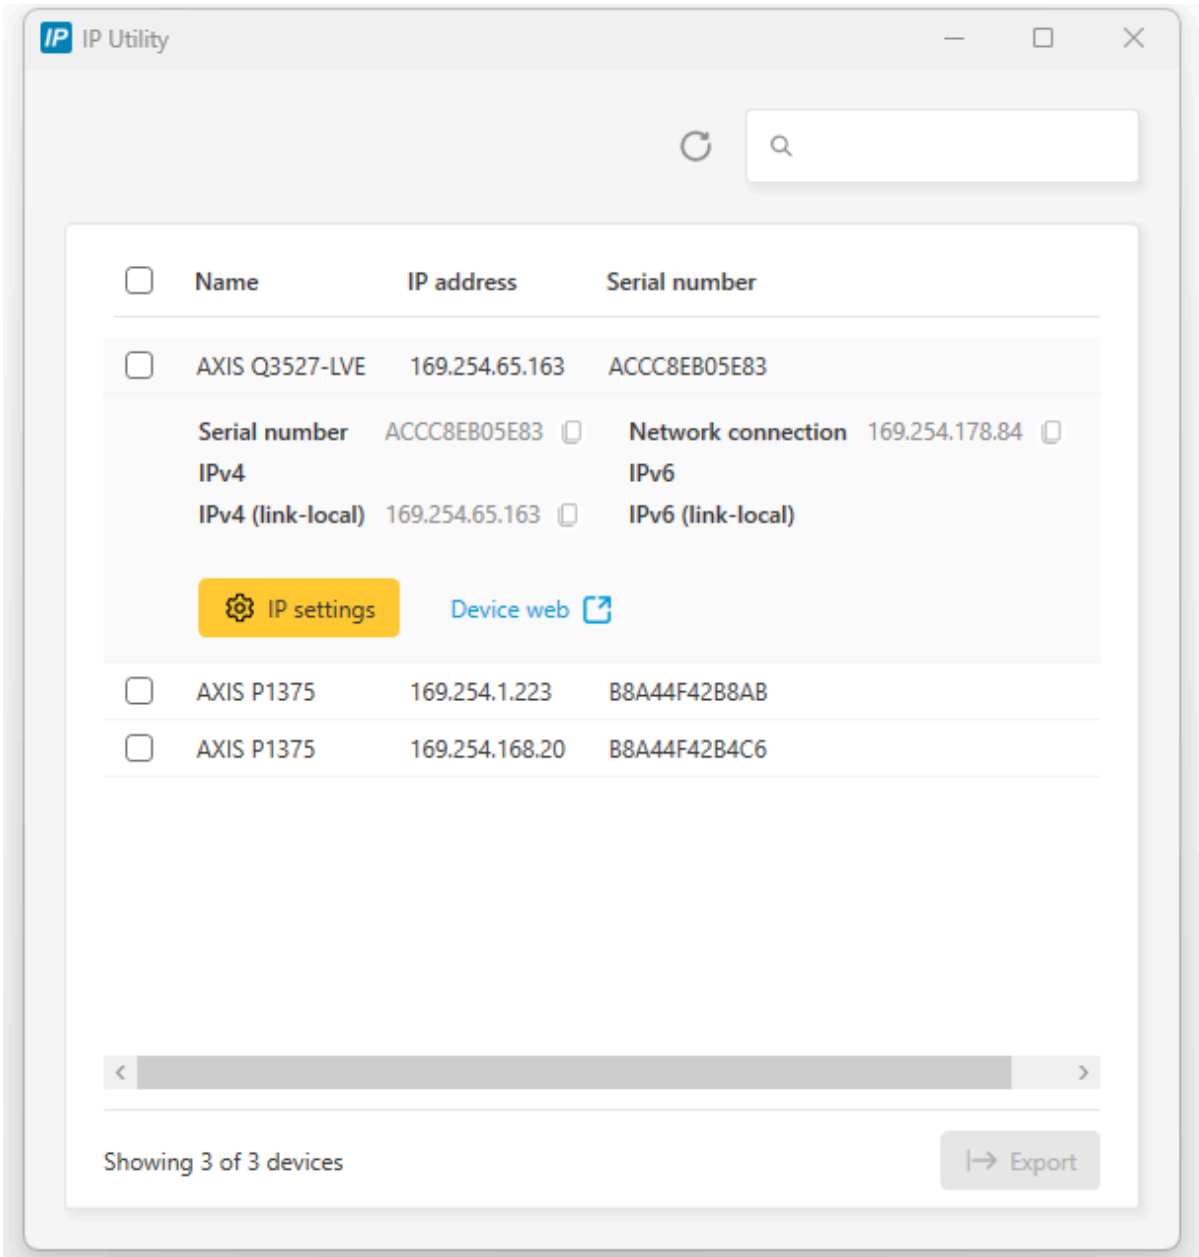 IP IP Utility
Name IP address Serial number
AXIS Q3527-LVE 169.254.65.163 ACCC8EB05E83
Serial number ACCC8EB05E83 Network connection 169.254.178.84
IPv4 IPv6
IPv4 (link-local) 169.254.65.163 IPv6 (link-local)
IP settings Device web
AXIS P1375 169.254.1.223 B8A44F42B8AB
AXIS P1375 169.254.168.20 B8A44F42B4C6
Showing 3 of 3 devices Export